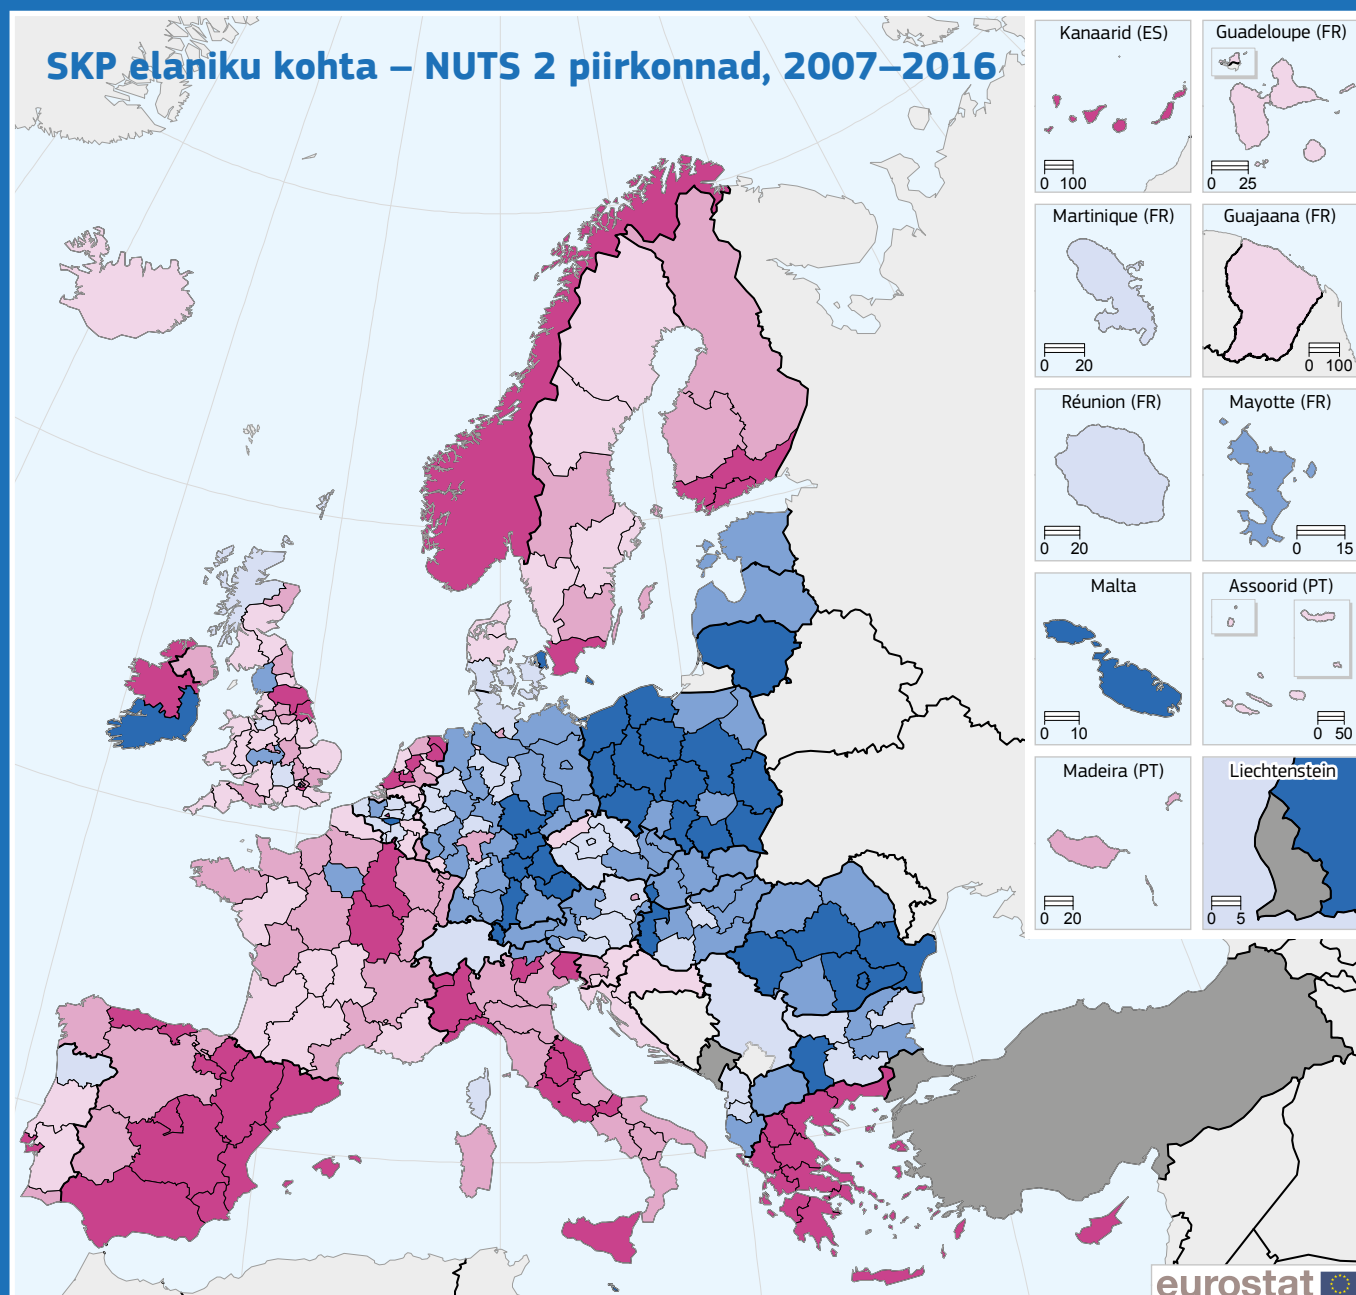 SKP elaniku kohta – NUTS 2 piirkonnad, 2007–2016
Kanaarid (ES)
0 100
Guadeloupe (FR)
0 25
Martinique (FR)
0 20
Guajaana (FR)
0 100
Réunion (FR)
0 20
Mayotte (FR)
0 15
Malta
0 10
Assoorid (PT)
0 50
Madeira (PT)
0 20
Liechtenstein
0 5
eurostat